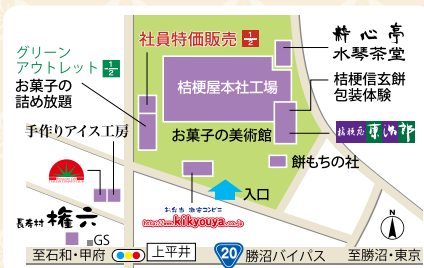 グリーン
アウトレット 1/2
お菓子の
詰め放題
手作りアイス工房
長寿村 権六
GS
社員特価販売 1/2
桔梗屋本社工場
お菓子の美術館
http://www.kikyouya.co.jp
入口
水琴茶堂
桔梗信玄餅
包装体験
桔梗屋 東治郎
餅もちの社
N
至石和・甲府
上平井
20
勝沼バイパス
至勝沼・東京